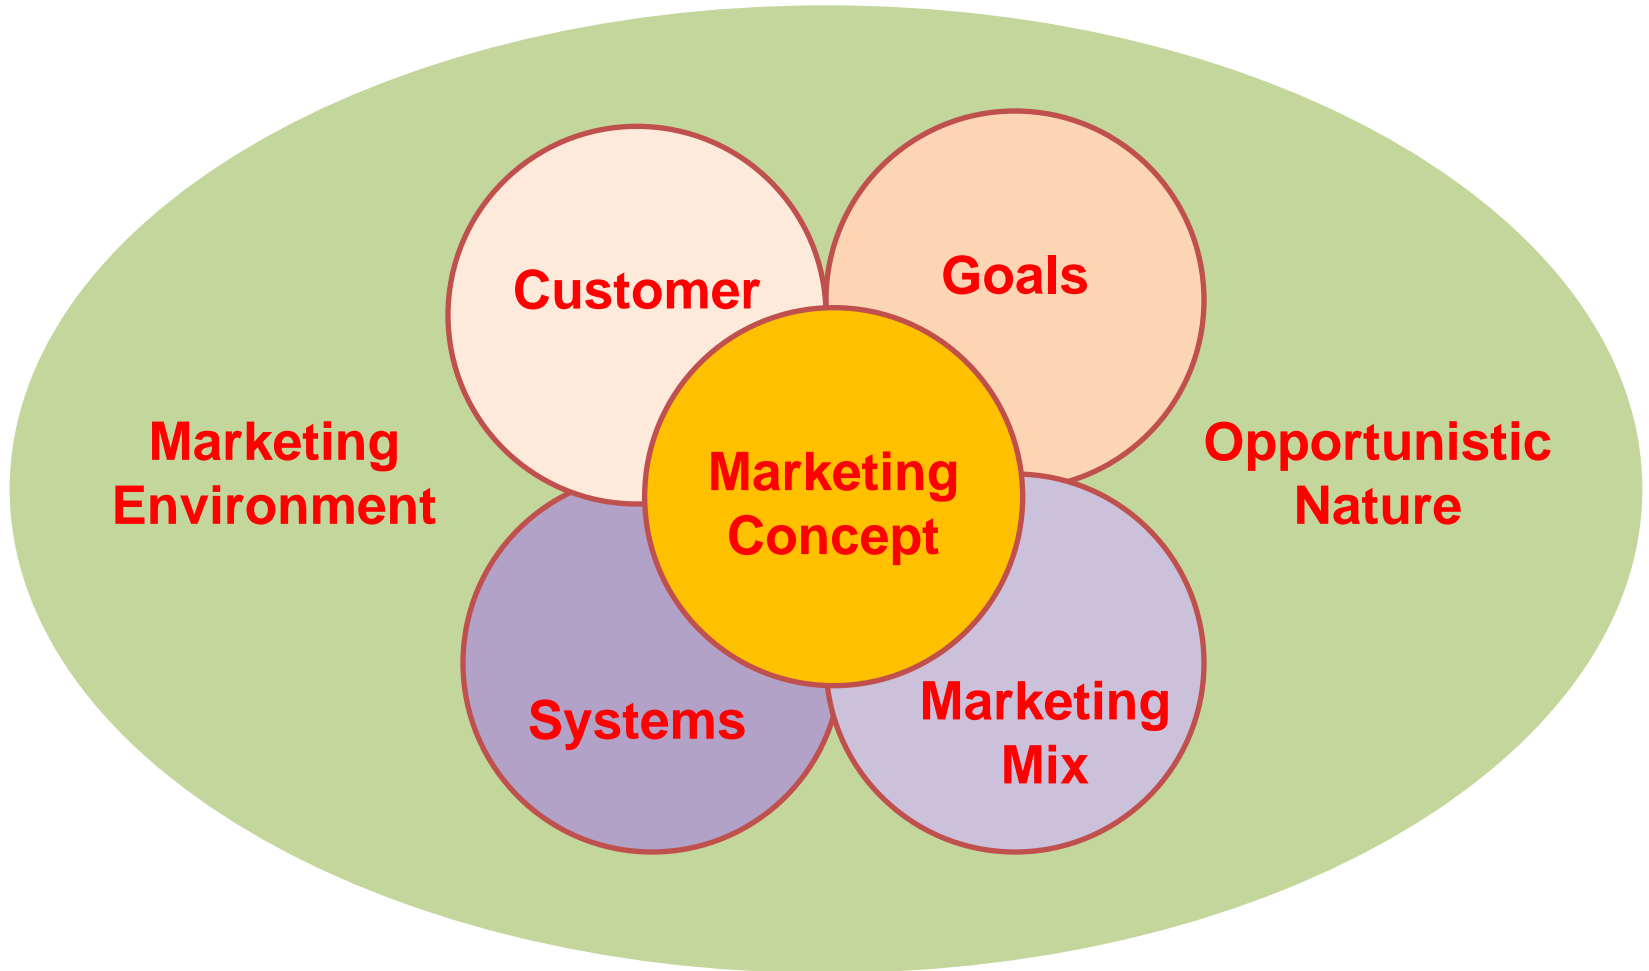 Customer
Goals
Marketing
Environment
Marketing
Concept
Opportunistic
Nature
Systems
Marketing
Mix